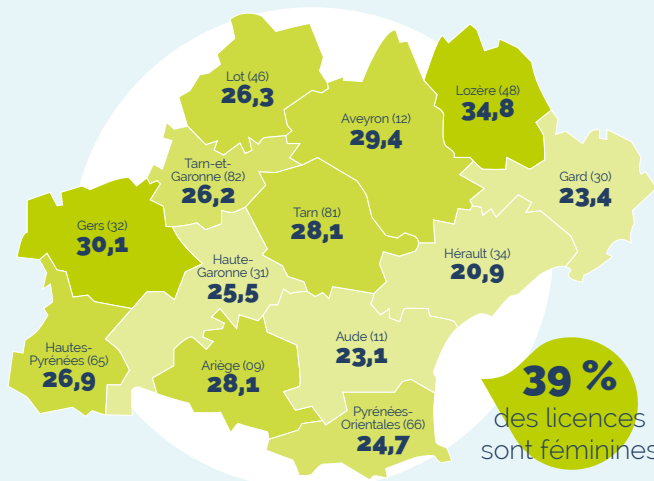 Lot (46)
26,3
Aveyron (12)
29,4
Lozère (48)
34,8
Tarn-et-
Garonne (82)
26,2
Gard (30)
23,4
Gers (32)
30,1
Tarn (81)
28,1
Haute-
Garonne (31)
25,5
Hérault (34)
20,9
Hautes-
Pyrénées (65)
26,9
Ariège (09)
28,1
Aude (11)
23,1
Pyrénées-
Orientales (66)
24,7
39 %
des licences
sont féminines